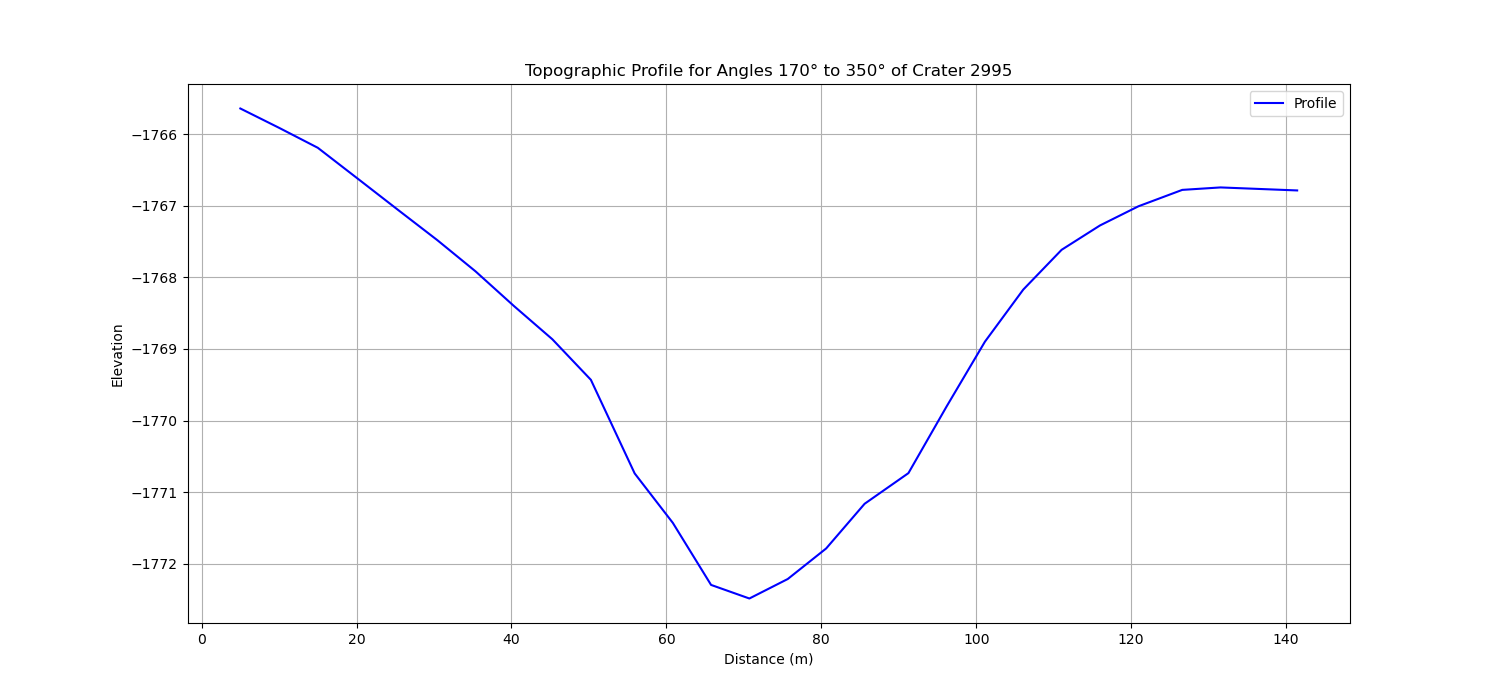 Topographic Profile for Angles 170° to 350° of Crater 2995
Profile
−1766
−1767
−1768
−1769
−1770
−1771
−1772
Elevation
0 20 40 60 80 100 120 140
Distance (m)